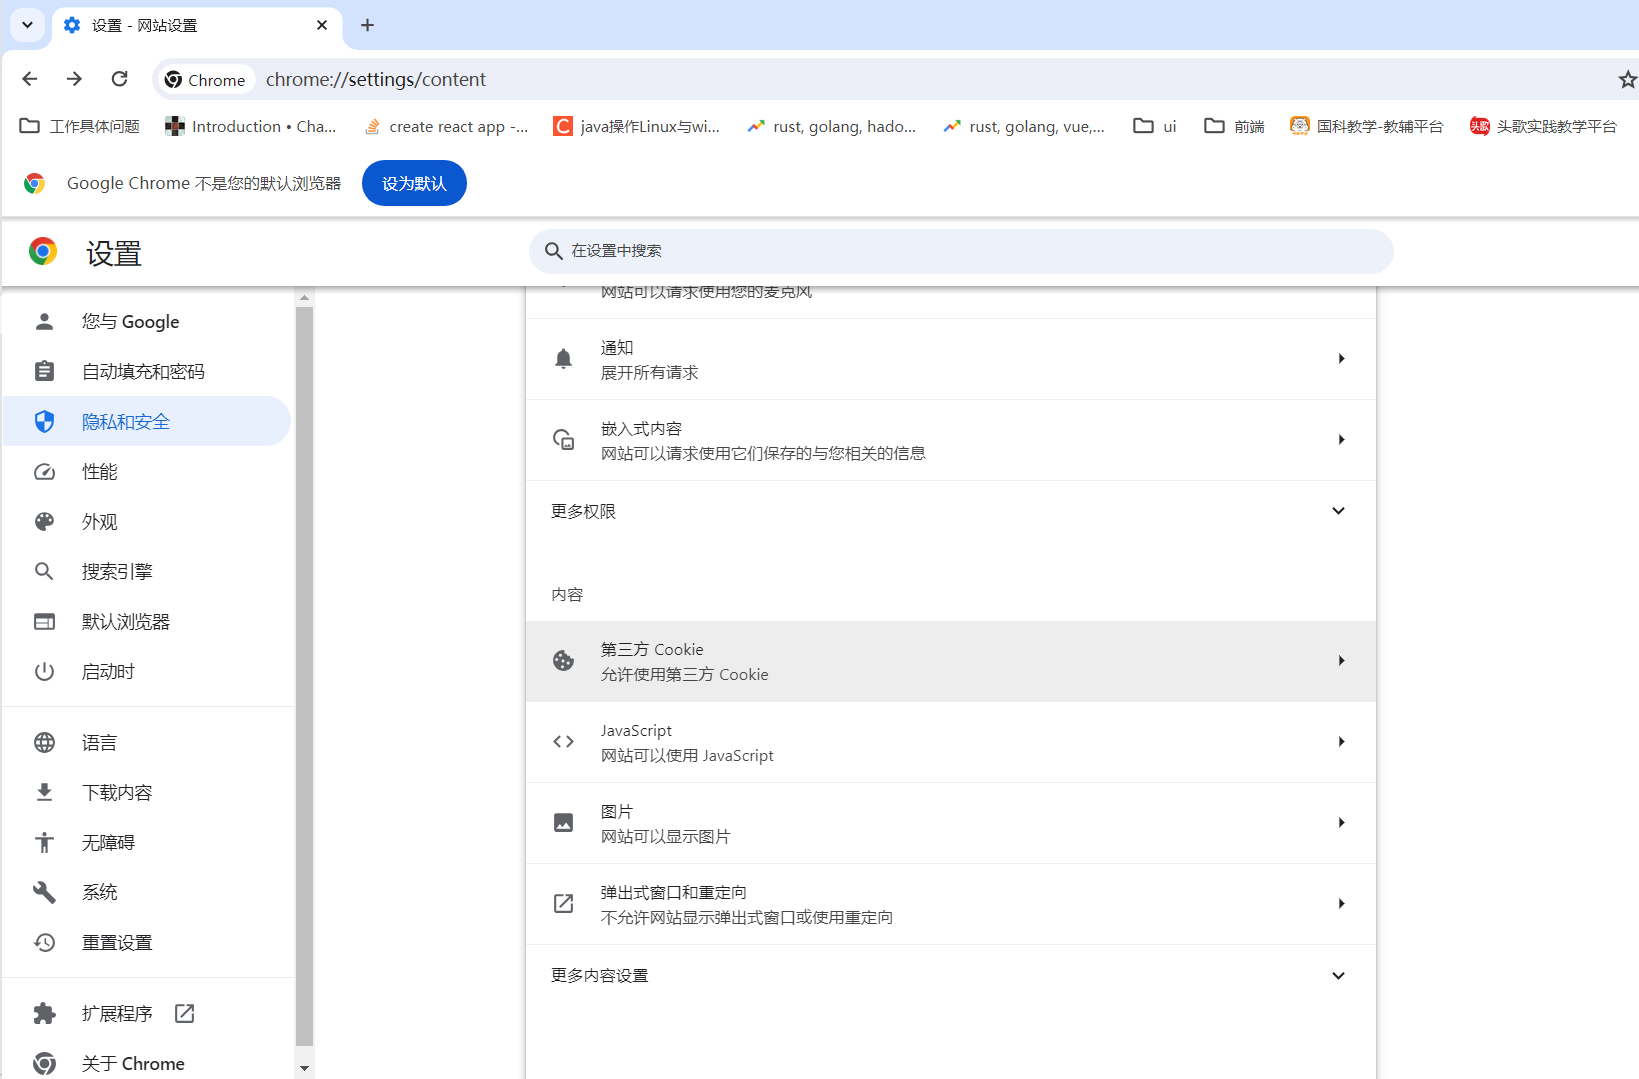 设置 - 网站设置
Chrome
chrome://settings/content
工作具体问题
Introduction • Cha...
create react app -...
java操作Linux与wi...
rust, golang, hado...
rust, golang, vue,...
ui
前端
国科教学-教辅平台
头歌实践教学平台
Google Chrome 不是您的默认浏览器
设为默认
设置
在设置中搜索
您与 Google
自动填充和密码
隐私和安全
性能
外观
搜索引擎
默认浏览器
启动时
语言
下载内容
无障碍
系统
重置设置
扩展程序
关于 Chrome
网站可以请求使用您的麦克风
通知
展开所有请求
嵌入式内容
网站可以请求使用它们保存的与您相关的信息
更多权限
内容
第三方 Cookie
允许使用第三方 Cookie
JavaScript
网站可以使用 JavaScript
图片
网站可以显示图片
弹出式窗口和重定向
不允许网站显示弹出式窗口或使用重定向
更多内容设置